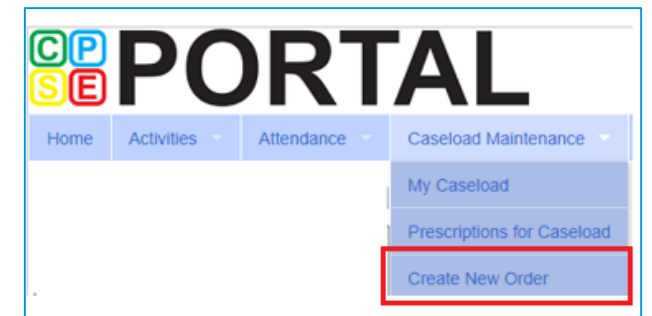 CP
SE PORTAL
Home Activities Attendance Caseload Maintenance
My Caseload
Prescriptions for Caseload
Create New Order